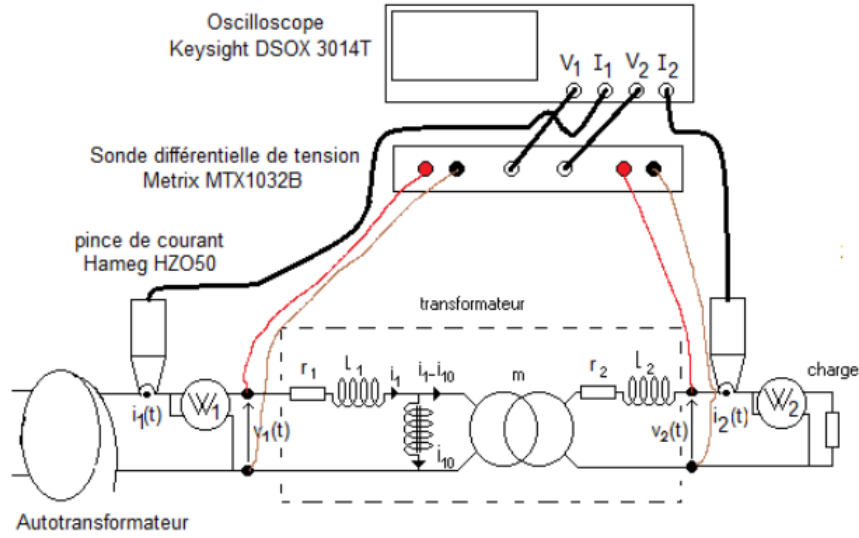 Oscilloscope
Keysight DSOX 3014T
V1 I1 V2 I2
Sonde différentielle de tension
Metrix MTX1032B
pince de courant
Hameg HZO50
transformateur
r1 l1 i1 i1-i10 m r2 l2 charge
W1 W2
i1(t) v1(t) i10 v2(t) i2(t)
Autotransformateur